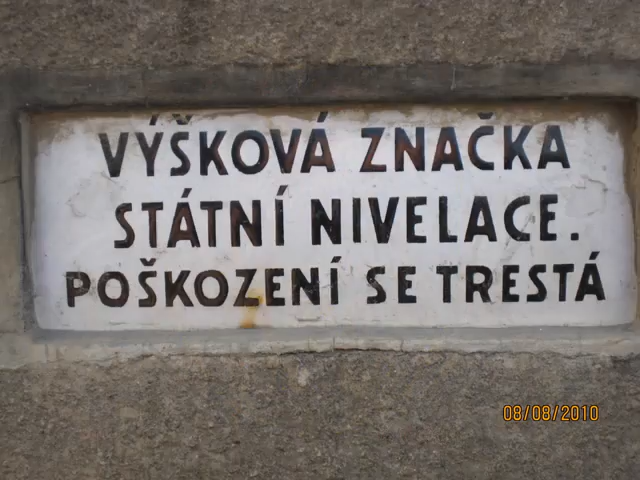 VÝŠKOVÁ ZNAČKA
STÁTNÍ NIVELACE.
POŠKOZENÍ SE TRESTÁ
08/08/2010